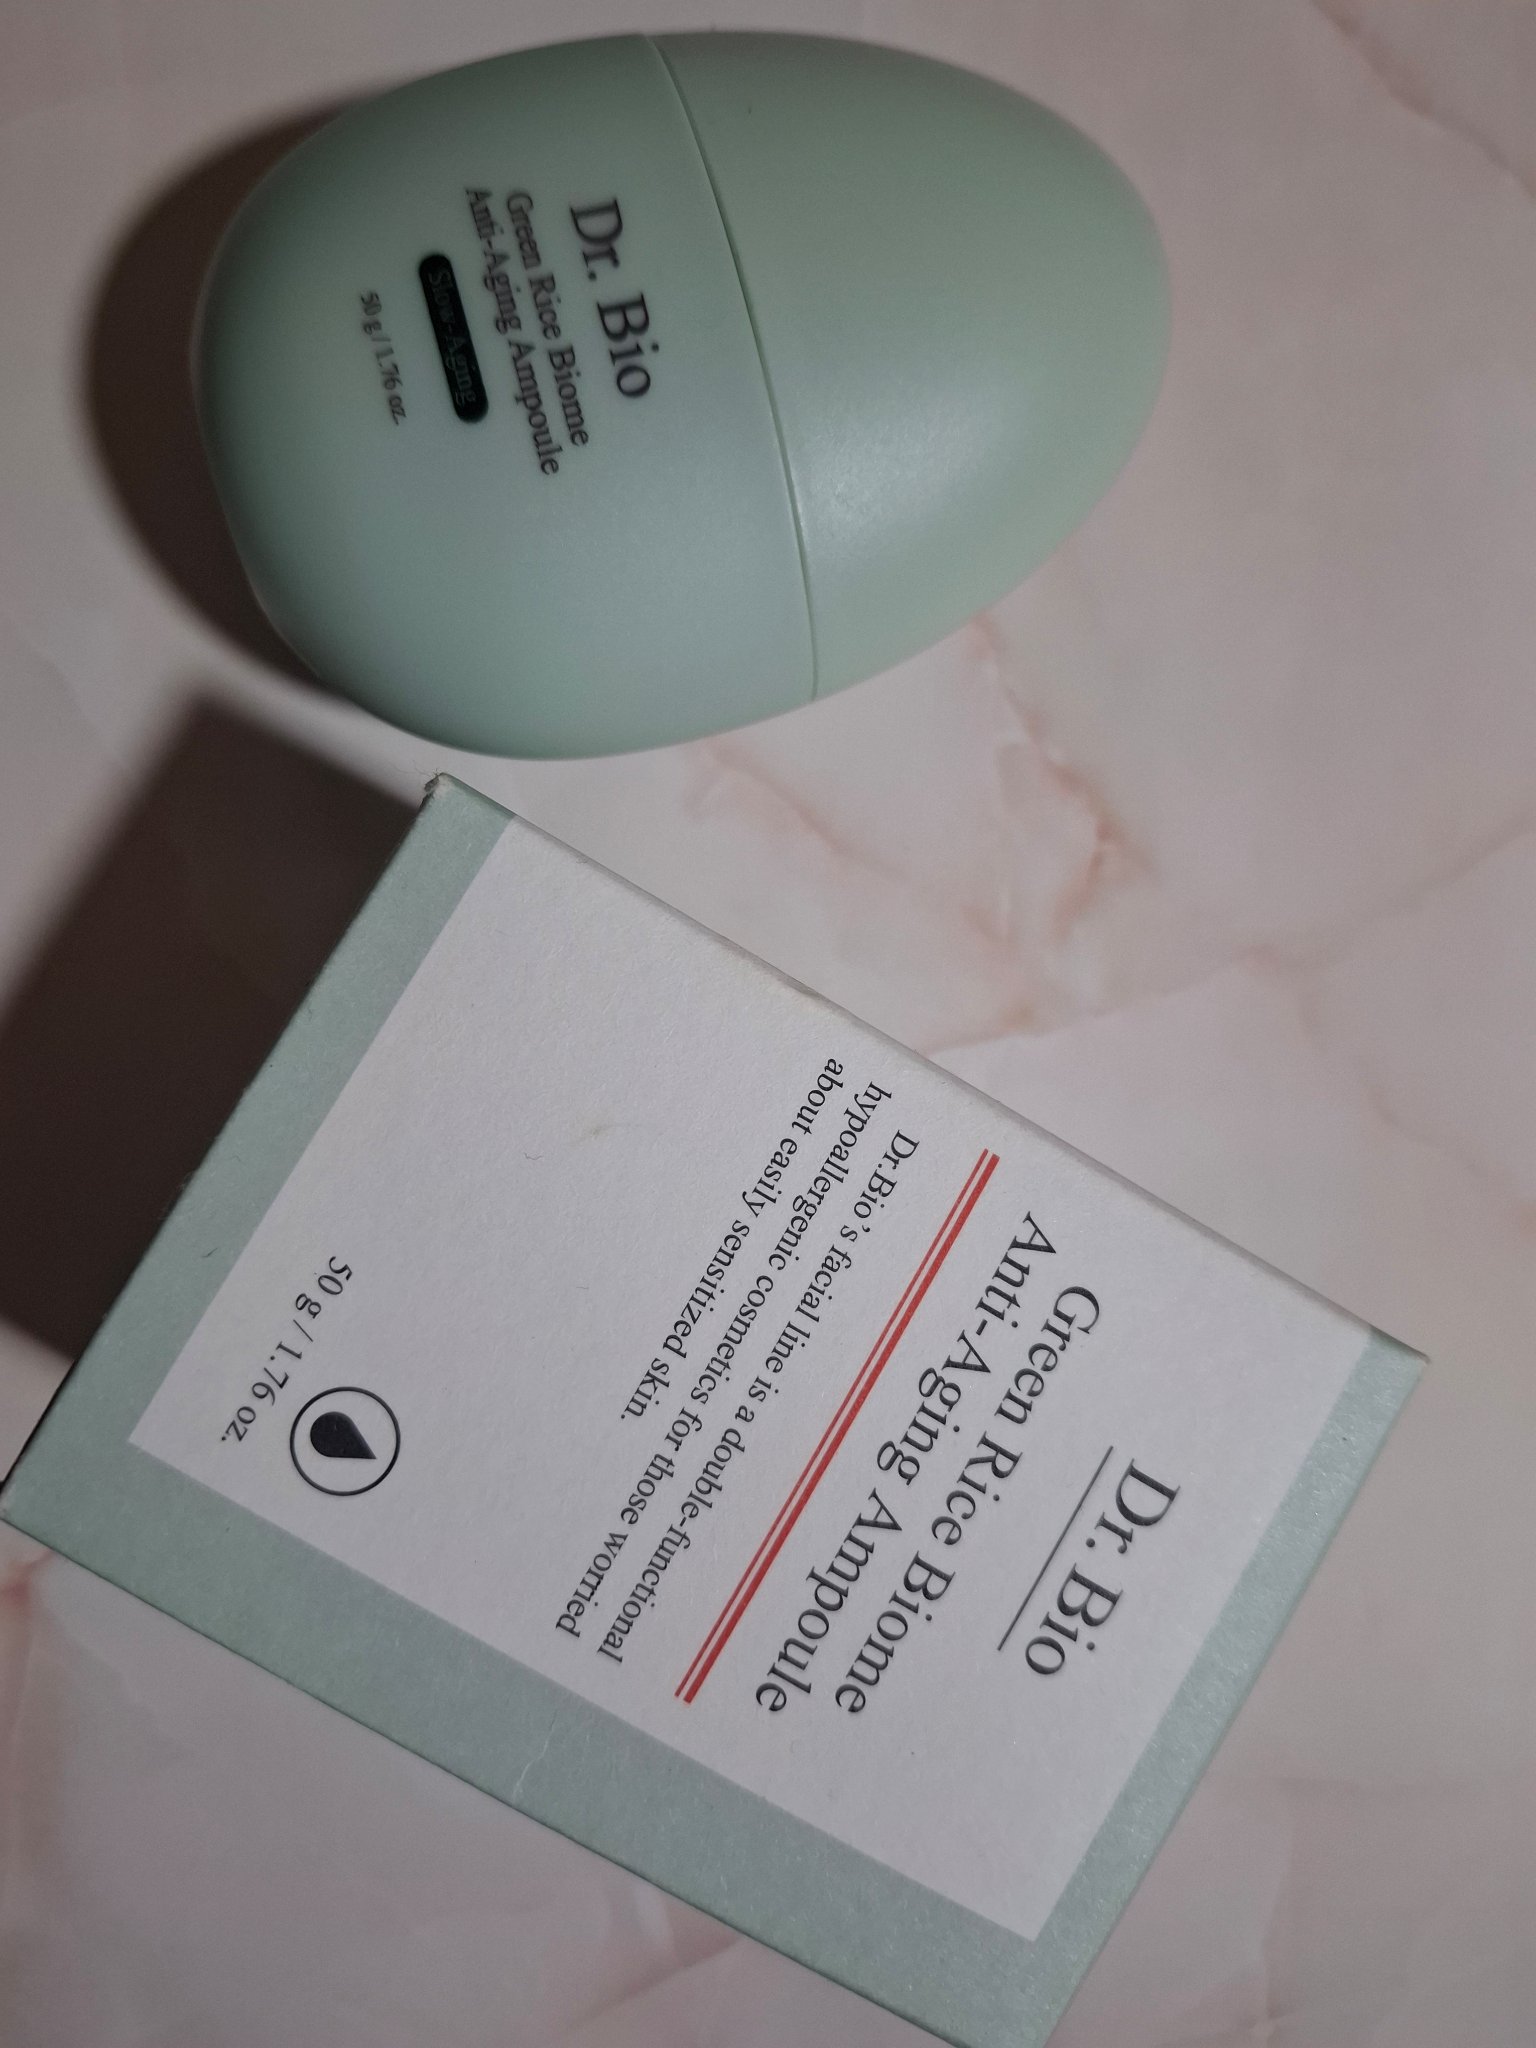 Dr. Bio
Green Rice Biome
Anti-Aging Ampoule
Slow-Aging
50 g / 1.76 oz.
Dr. Bio
Green Rice Biome
Anti-Aging Ampoule
Dr.Bio's facial line is a double-functional
hypoallergenic cosmetics for those worried
about easily sensitized skin.
50 g / 1.76 oz.